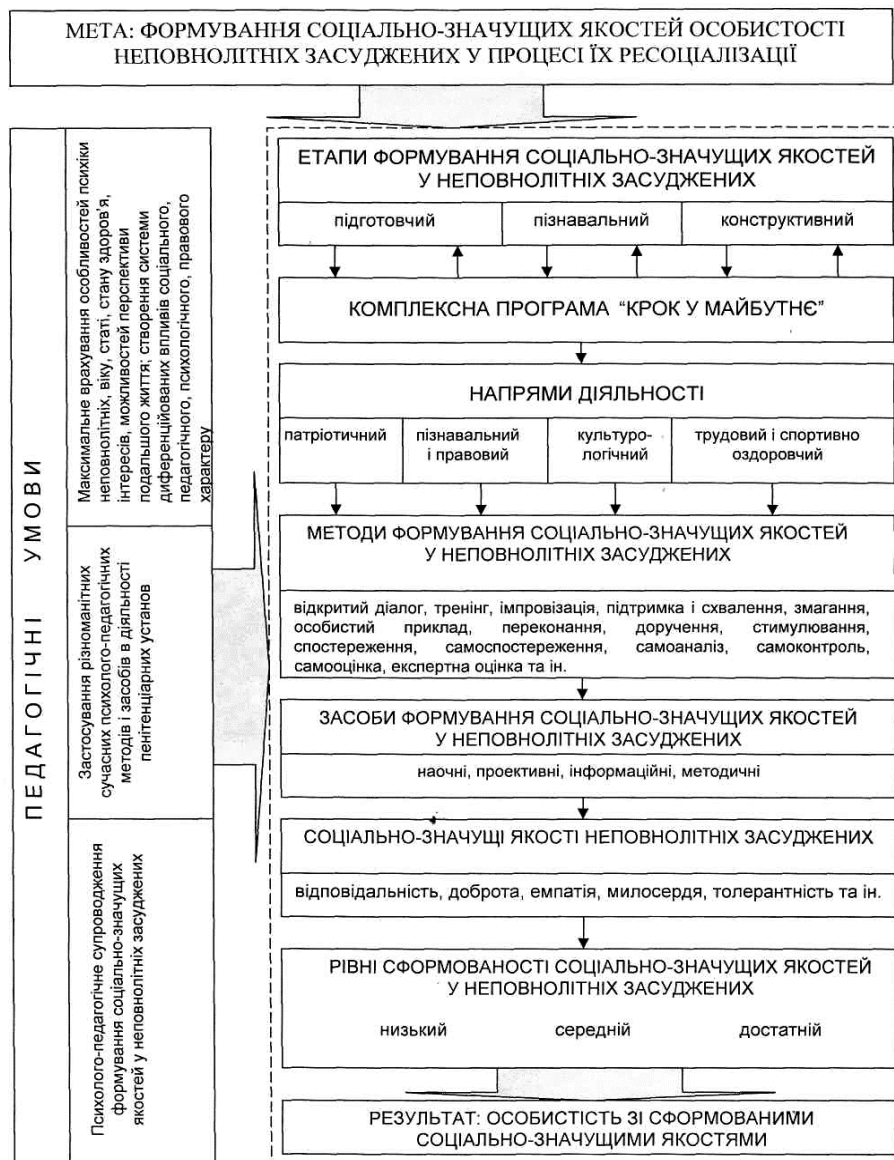 МЕТА: ФОРМУВАННЯ СОЦІАЛЬНО-ЗНАЧУЩИХ ЯКОСТЕЙ ОСОБИСТОСТІ
НЕПОВНОЛІТНІХ ЗАСУДЖЕНИХ У ПРОЦЕСІ ЇХ РЕСОЦІАЛІЗАЦІЇ
ПЕДАГОГІЧНІ УМОВИ
Максимальне врахування особливостей психіки
неповнолітніх, віку, статі, стану здоров'я,
інтересів, можливостей перспективи
подальшого життя; створення системи
диференційованих впливів соціального,
педагогічного, психологічного, правового
характеру
Застосування різноманітних
сучасних психолого-педагогічних
методів і засобів в діяльності
пенітенціарних установ
Психолого-педагогічне супроводження
формування соціально-значущих
якостей у неповнолітніх засуджених
ЕТАПИ ФОРМУВАННЯ СОЦІАЛЬНО-ЗНАЧУЩИХ ЯКОСТЕЙ
У НЕПОВНОЛІТНІХ ЗАСУДЖЕНИХ
підготовчий пізнавальний конструктивний
КОМПЛЕКСНА ПРОГРАМА “КРОК У МАЙБУТНЄ”
НАПРЯМИ ДІЯЛЬНОСТІ
патріотичний пізнавальний культуро- трудовий і спортивно
і правовий логічний оздоровчий
МЕТОДИ ФОРМУВАННЯ СОЦІАЛЬНО-ЗНАЧУЩИХ ЯКОСТЕЙ
У НЕПОВНОЛІТНІХ ЗАСУДЖЕНИХ
відкритий діалог, тренінг, імпровізація, підтримка і схвалення, змагання,
особистий приклад, переконання, доручення, стимулювання,
спостереження, самоспостереження, самоаналіз, самоконтроль,
самооцінка, експертна оцінка та ін.
ЗАСОБИ ФОРМУВАННЯ СОЦІАЛЬНО-ЗНАЧУЩИХ ЯКОСТЕЙ
У НЕПОВНОЛІТНІХ ЗАСУДЖЕНИХ
наочні, проективні, інформаційні, методичні
СОЦІАЛЬНО-ЗНАЧУЩІ ЯКОСТІ НЕПОВНОЛІТНІХ ЗАСУДЖЕНИХ
відповідальність, доброта, емпатія, милосердя, толерантність та ін.
РІВНІ СФОРМОВАНОСТІ СОЦІАЛЬНО-ЗНАЧУЩИХ ЯКОСТЕЙ
У НЕПОВНОЛІТНІХ ЗАСУДЖЕНИХ
низький середній достатній
РЕЗУЛЬТАТ: ОСОБИСТІСТЬ ЗІ СФОРМОВАНИМИ
СОЦІАЛЬНО-ЗНАЧУЩИМИ ЯКОСТЯМИ